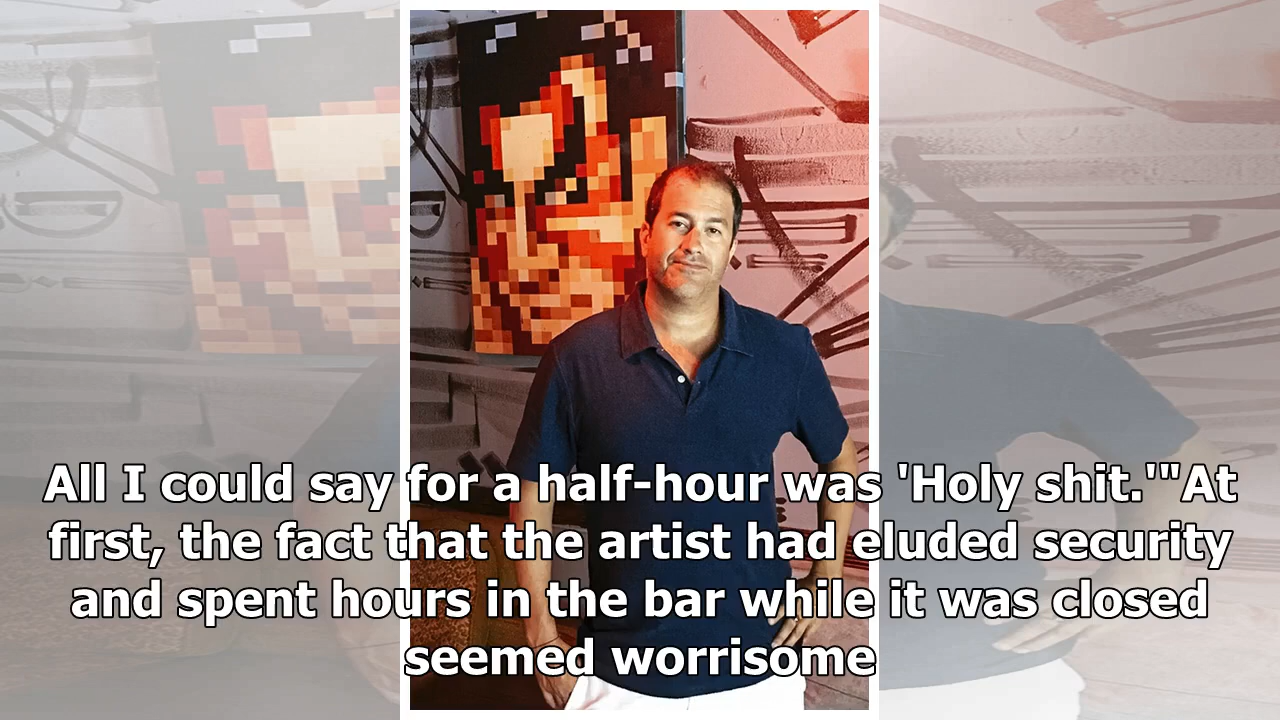 All I could say for a half-hour was 'Holy shit.'"At
first, the fact that the artist had eluded security
and spent hours in the bar while it was closed
seemed worrisome